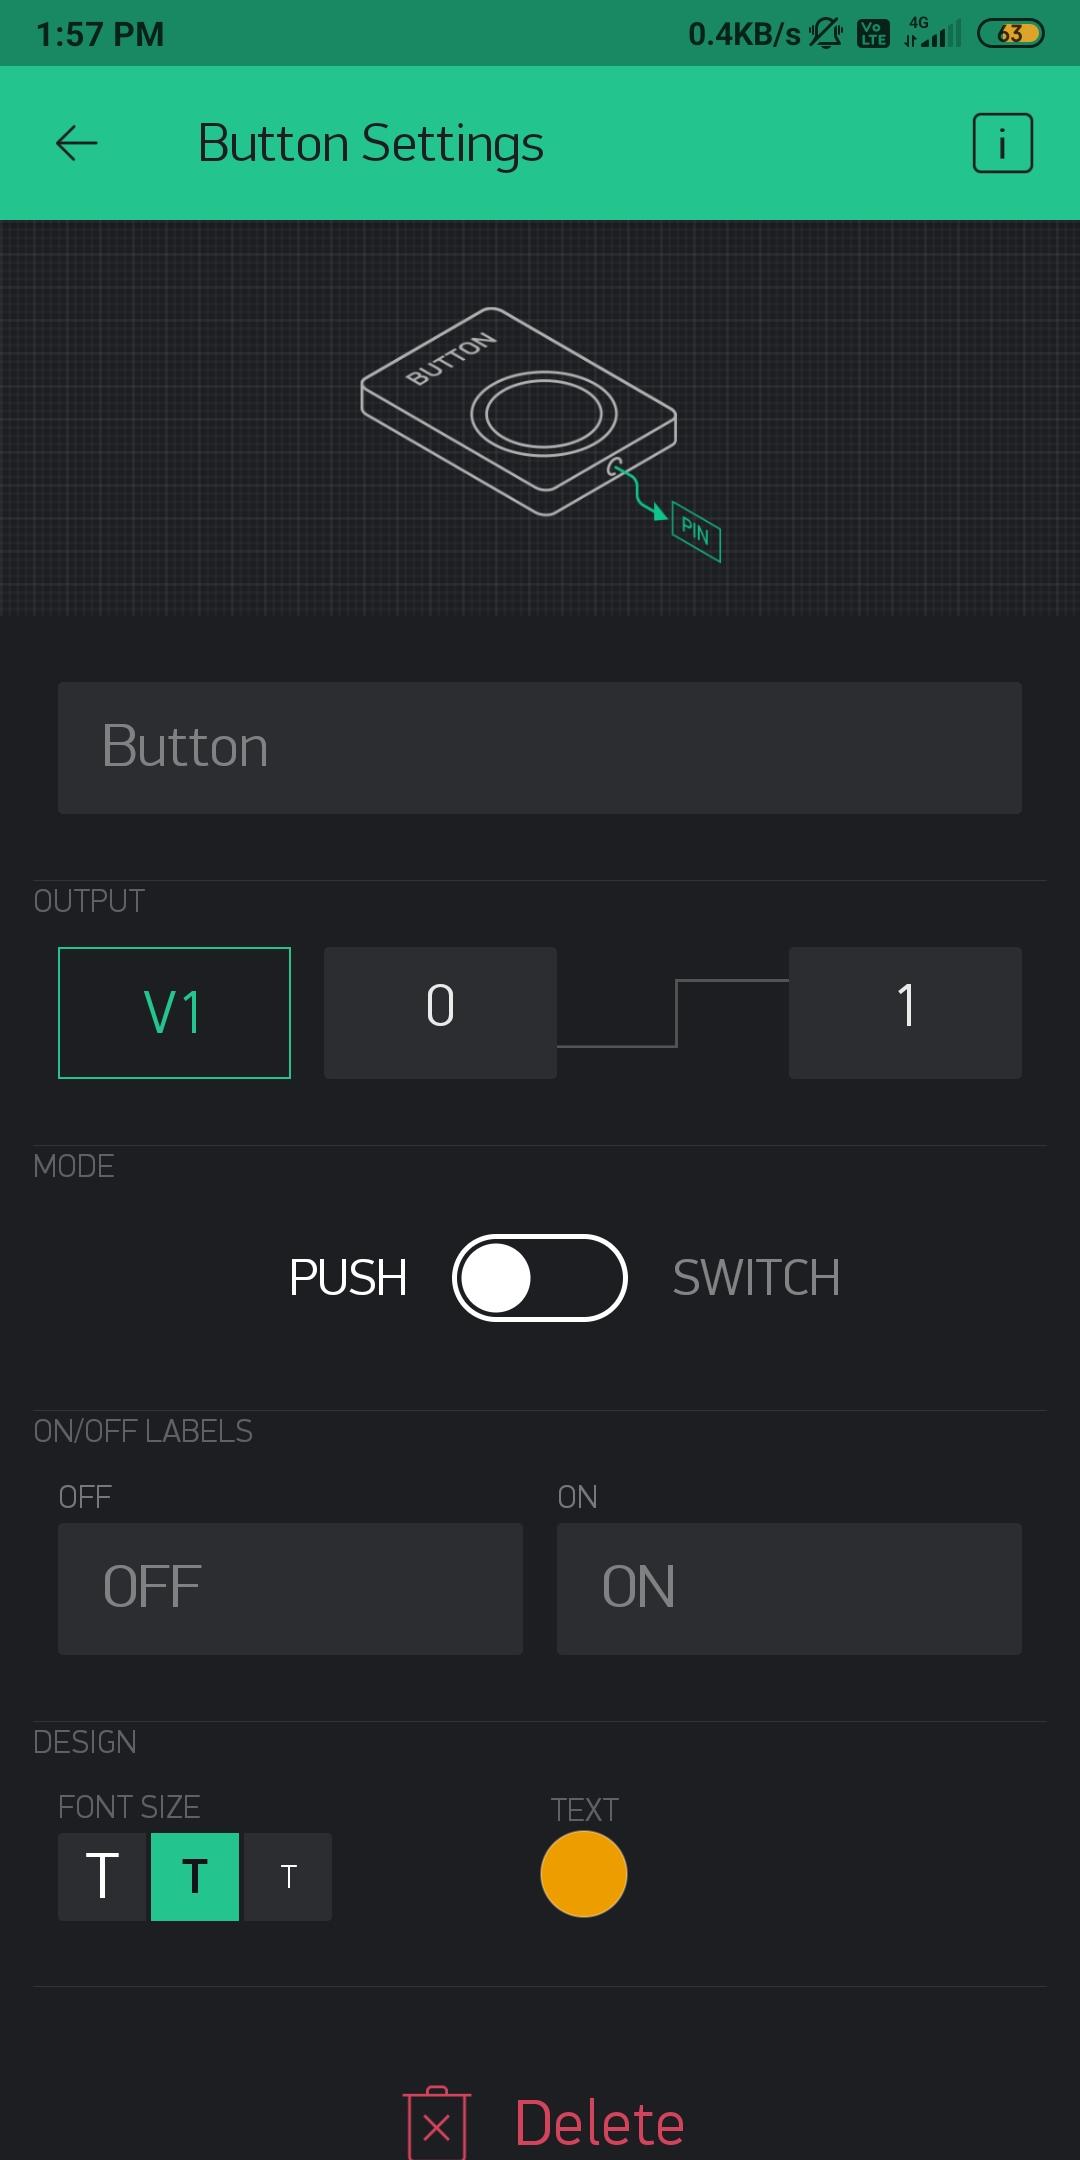 1:57 PM 0.4KB/s Vo LTE 4G 63
Button Settings i
BUTTON
PIN
Button
OUTPUT
V1 0 1
MODE
PUSH SWITCH
ON/OFF LABELS
OFF ON
OFF ON
DESIGN
FONT SIZE TEXT
T T T
Delete